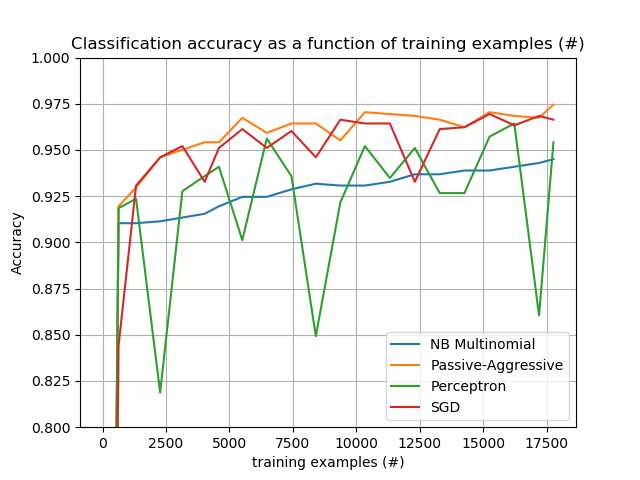 Classification accuracy as a function of training examples (#)
1.000
0.975
0.950
0.925
0.900
0.875
0.850
0.825
0.800
Accuracy
NB Multinomial
Passive-Aggressive
Perceptron
SGD
0 2500 5000 7500 10000 12500 15000 17500
training examples (#)